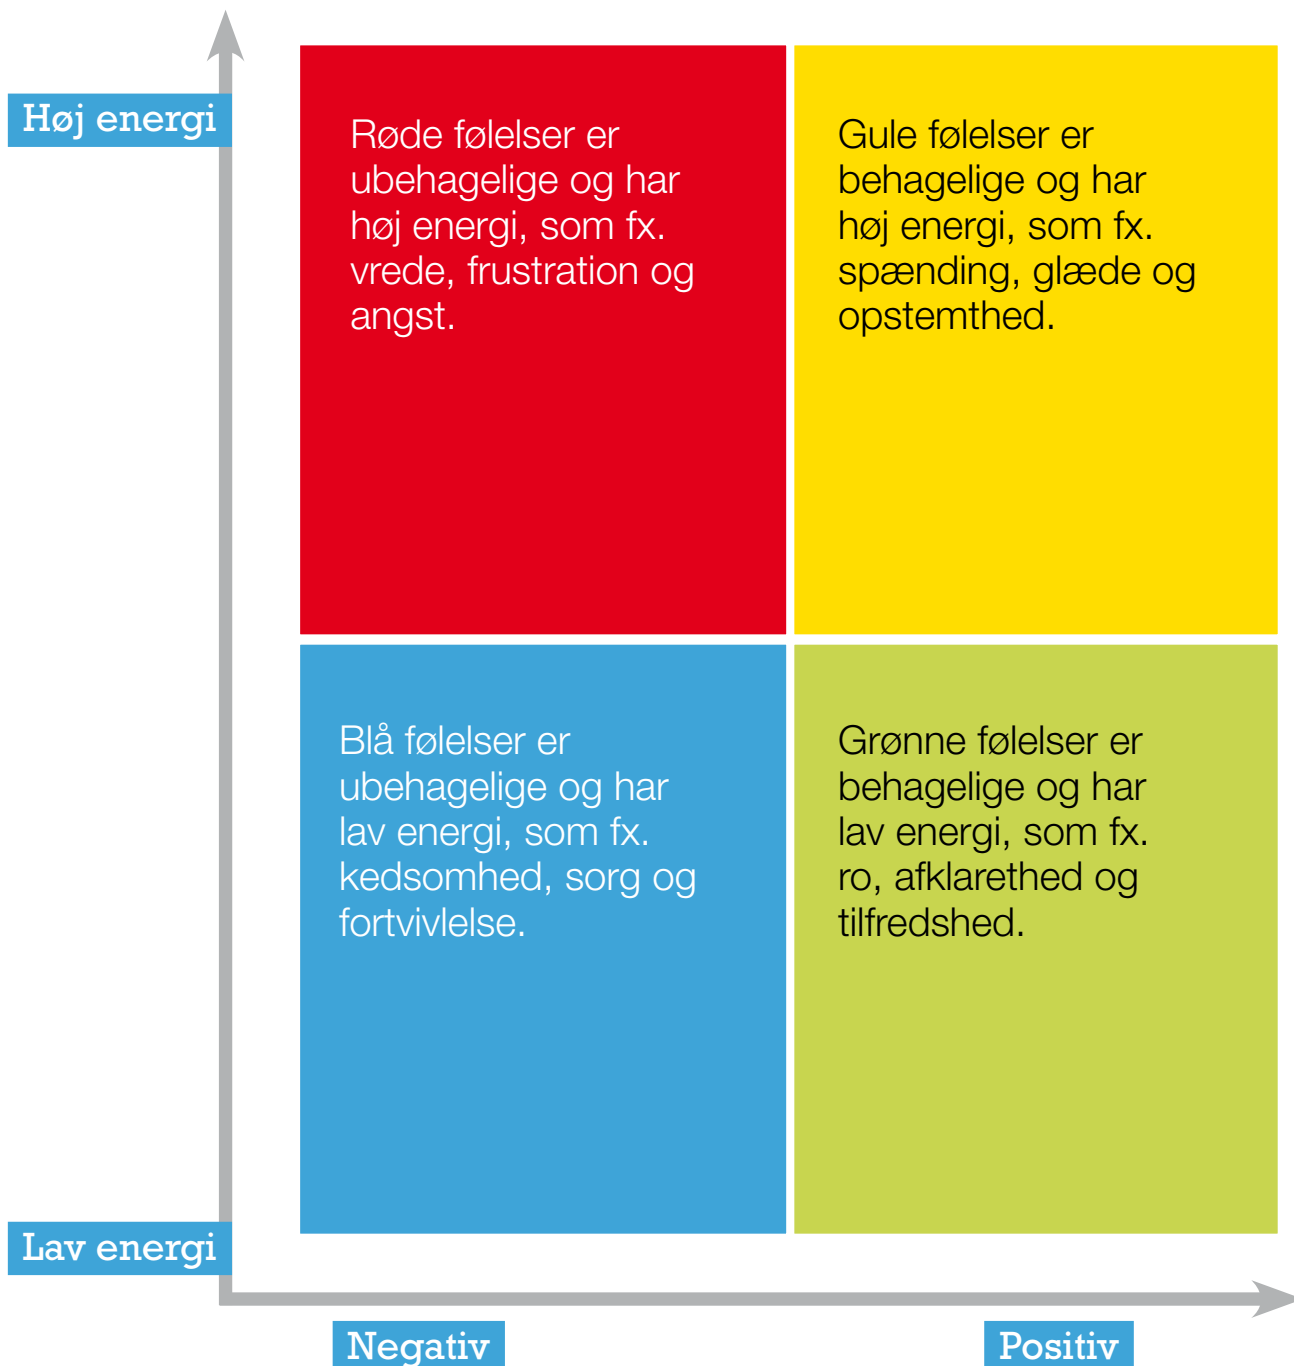 Høj energi
Røde følelser er
ubehagelige og har
høj energi, som fx.
vrede, frustration og
angst.
Gule følelser er
behagelige og har
høj energi, som fx.
spænding, glæde og
opstemthed.
Blå følelser er
ubehagelige og har
lav energi, som fx.
kedsomhed, sorg og
fortvivlelse.
Grønne følelser er
behagelige og har
lav energi, som fx.
ro, afklarethed og
tilfredshed.
Lav energi
Negativ
Positiv